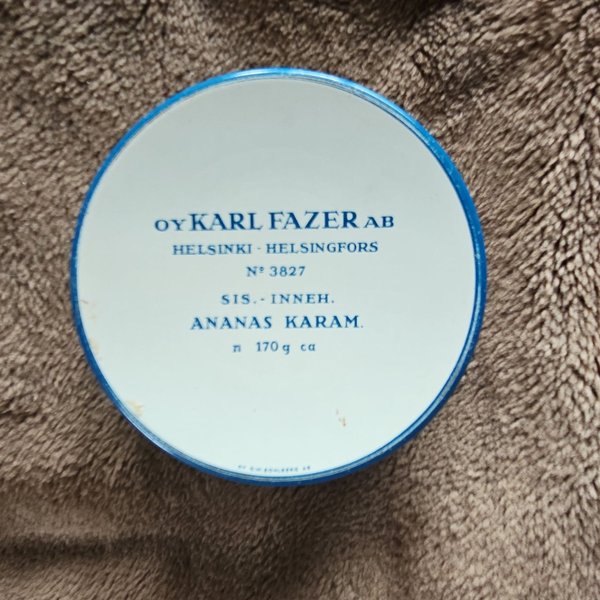 OY KARL FAZER AB
HELSINKI - HELSINGFORS
Nº 3827
SIS. - INNEH.
ANANAS KARAM.
n 170 g ca